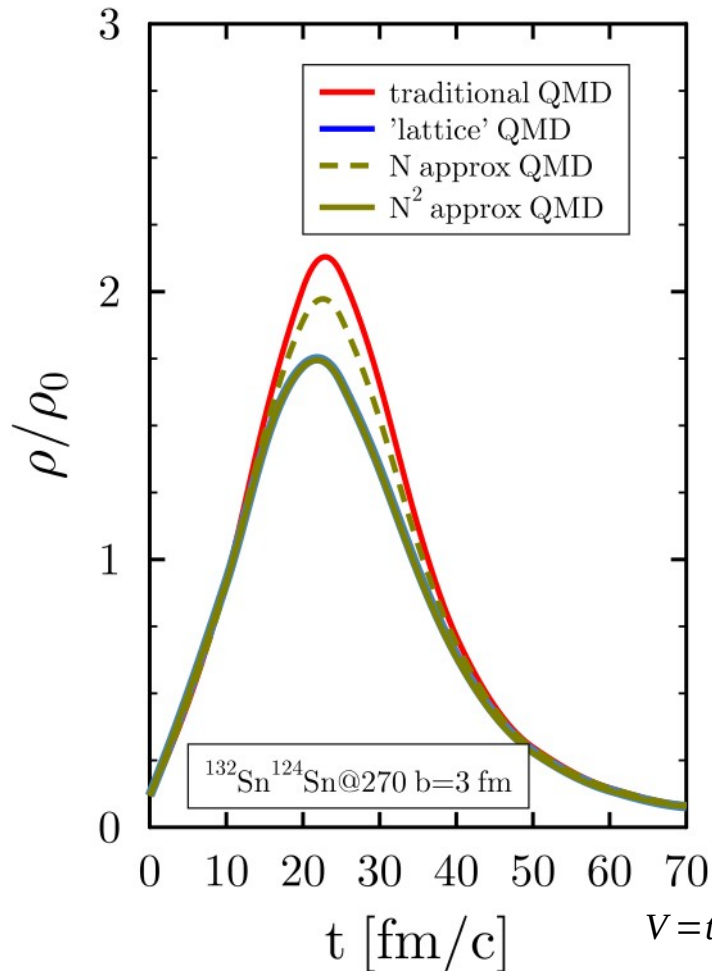 3
traditional QMD
'lattice' QMD
N approx QMD
N² approx QMD
2
ρ/ρ₀
1
¹³²Sn¹²⁴Sn@270 b=3 fm
0
0 10 20 30 40 50 60 70
t [fm/c]
V=t